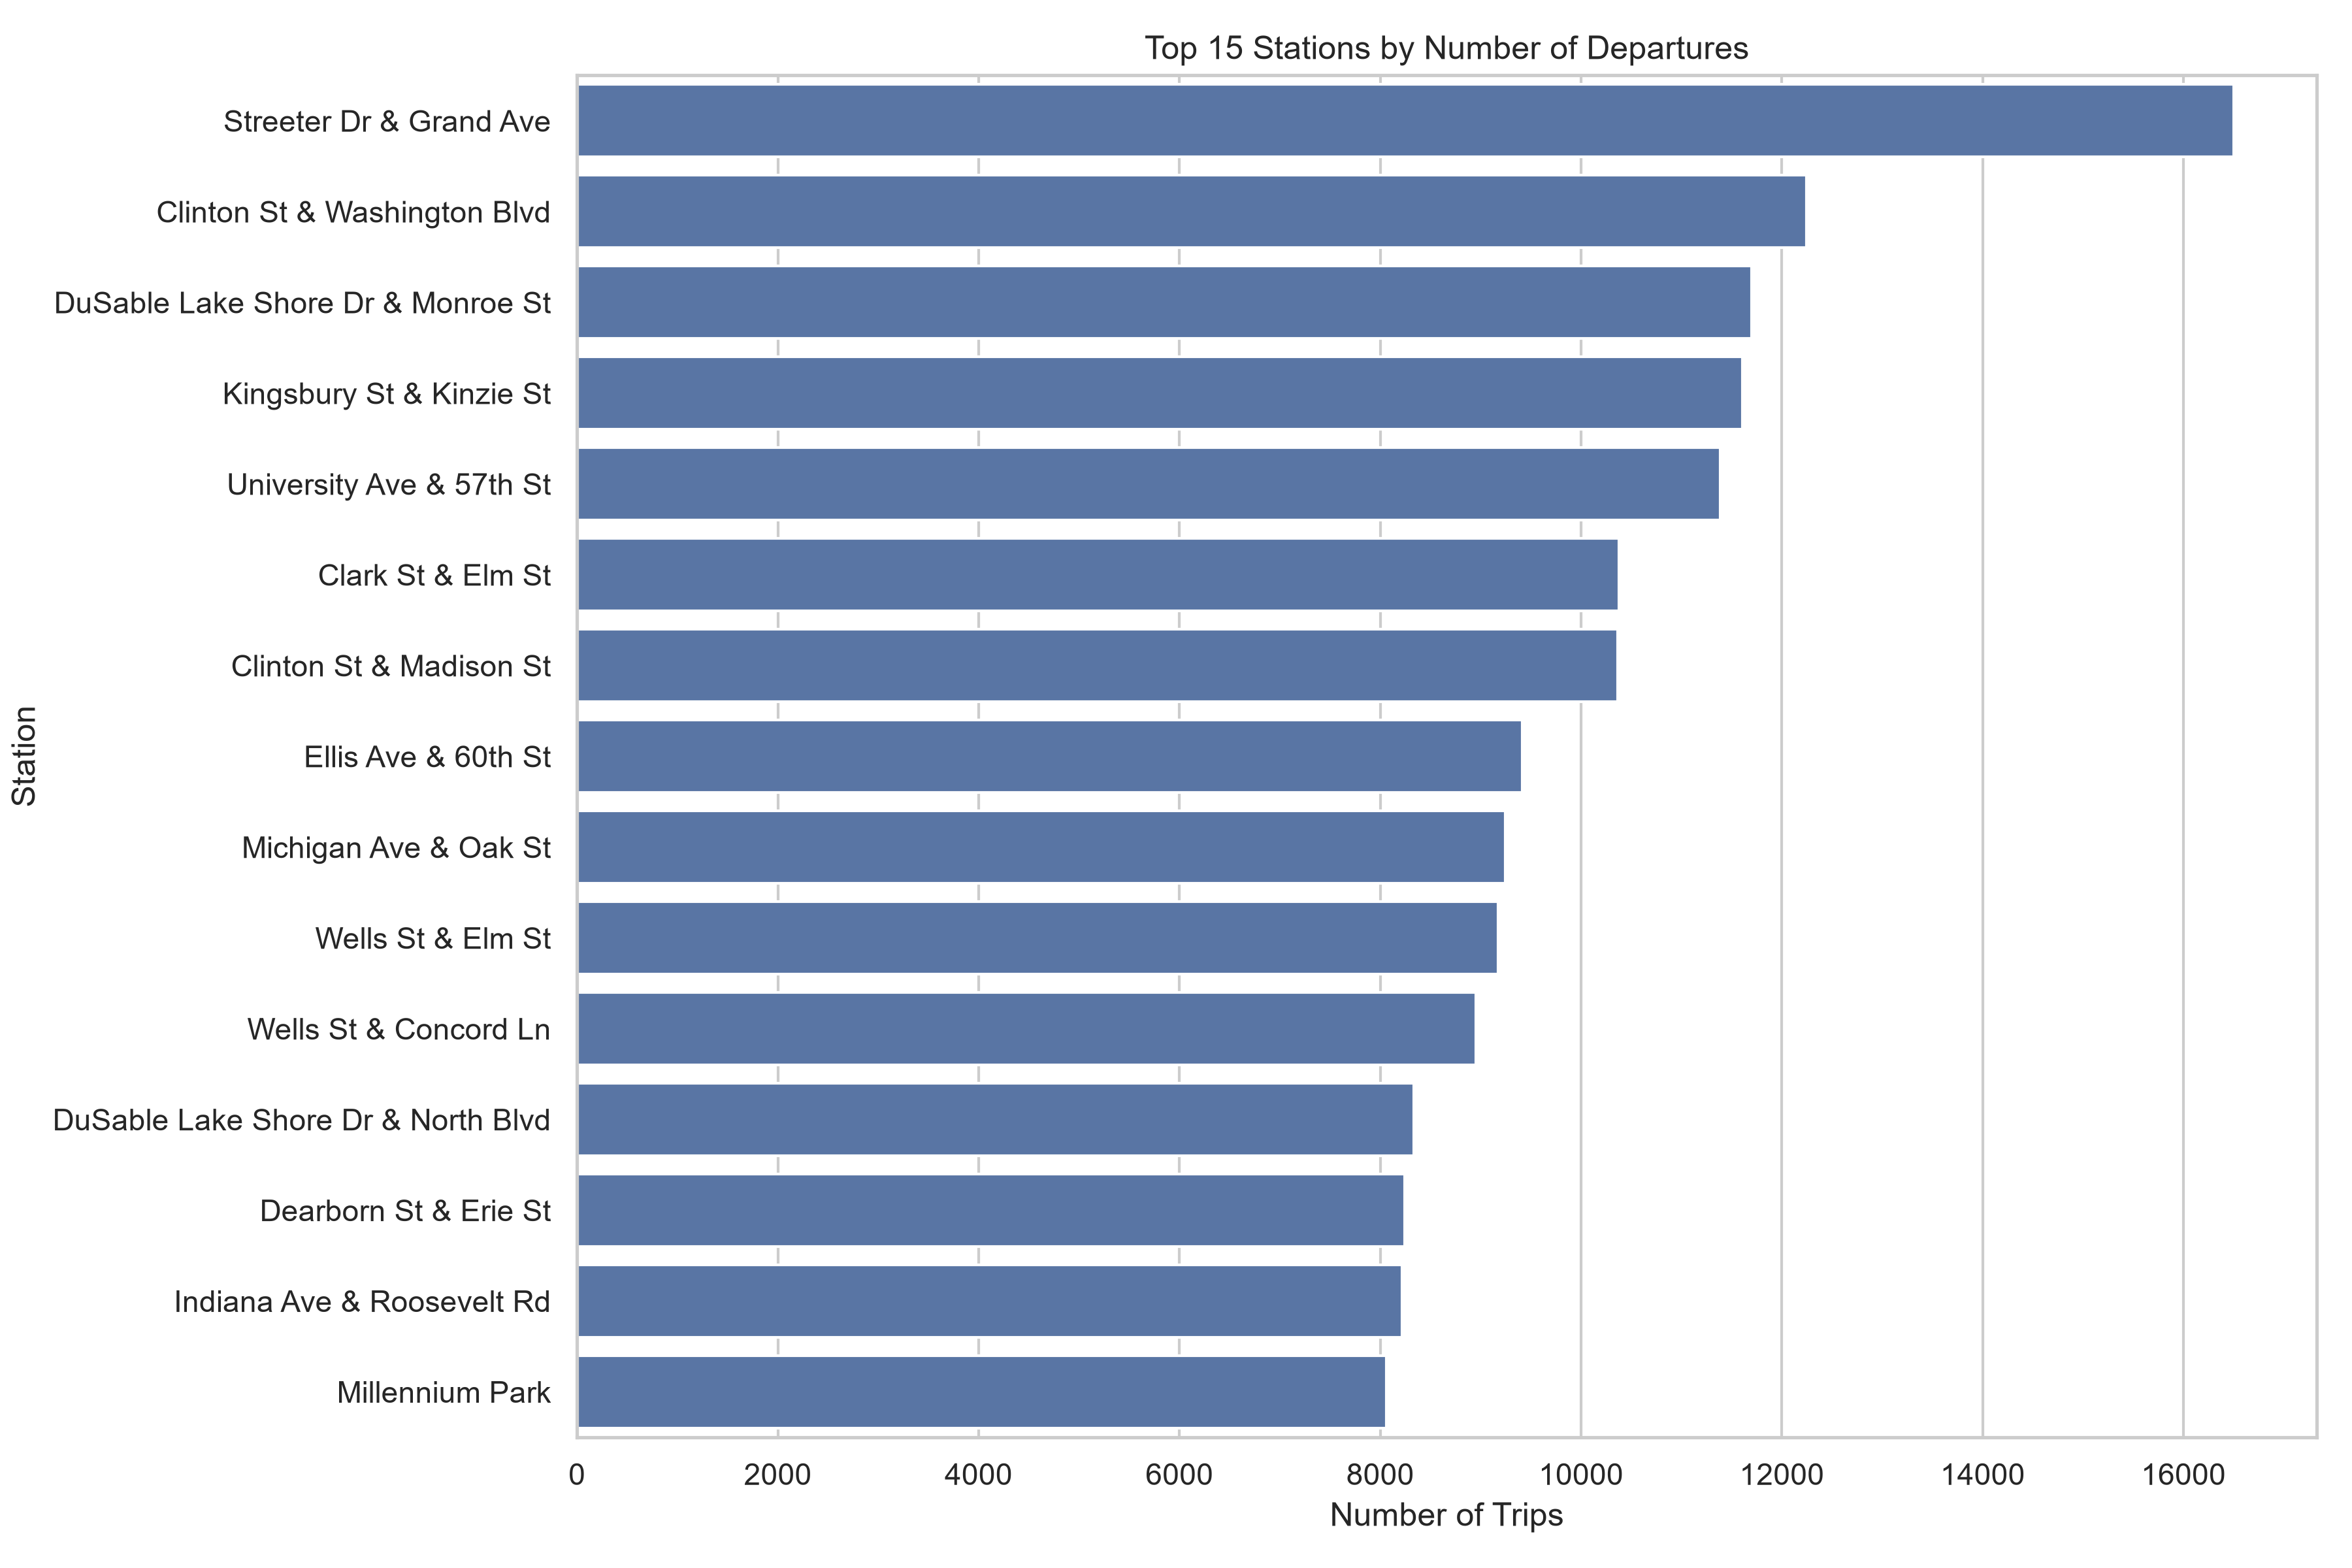 Top 15 Stations by Number of Departures
Station
Streeter Dr & Grand Ave
Clinton St & Washington Blvd
DuSable Lake Shore Dr & Monroe St
Kingsbury St & Kinzie St
University Ave & 57th St
Clark St & Elm St
Clinton St & Madison St
Ellis Ave & 60th St
Michigan Ave & Oak St
Wells St & Elm St
Wells St & Concord Ln
DuSable Lake Shore Dr & North Blvd
Dearborn St & Erie St
Indiana Ave & Roosevelt Rd
Millennium Park
0 2000 4000 6000 8000 10000 12000 14000 16000
Number of Trips